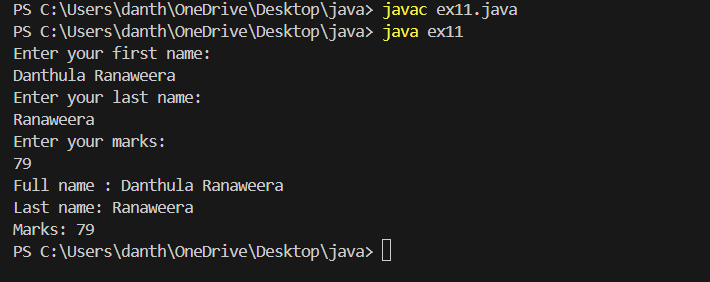 PS C:\Users\danth\OneDrive\Desktop\java> javac ex11.java
PS C:\Users\danth\OneDrive\Desktop\java> java ex11
Enter your first name:
Danthula Ranaweera
Enter your last name:
Ranaweera
Enter your marks:
79
Full name : Danthula Ranaweera
Last name: Ranaweera
Marks: 79
PS C:\Users\danth\OneDrive\Desktop\java>